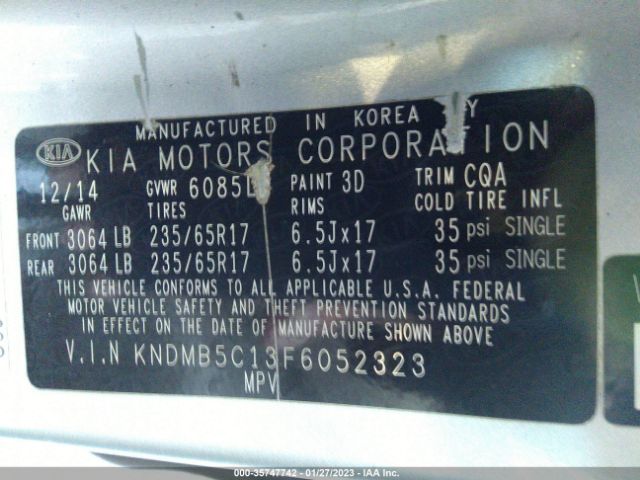 MANUFACTURED IN KOREA BY
KIA KIA MOTORS CORPORATION
12/14 GVWR 6085LB PAINT 3D TRIM CQA
GAWR TIRES RIMS COLD TIRE INFL
FRONT 3064 LB 235/65R17 6.5Jx17 35 psi SINGLE
REAR 3064 LB 235/65R17 6.5Jx17 35 psi SINGLE
THIS VEHICLE CONFORMS TO ALL APPLICABLE U.S.A. FEDERAL
MOTOR VEHICLE SAFETY AND THEFT PREVENTION STANDARDS
IN EFFECT ON THE DATE OF MANUFACTURE SHOWN ABOVE
V.I.N KNDMB5C13F6052323
MPV
000-35747742 - 01/27/2023 - IAA Inc.